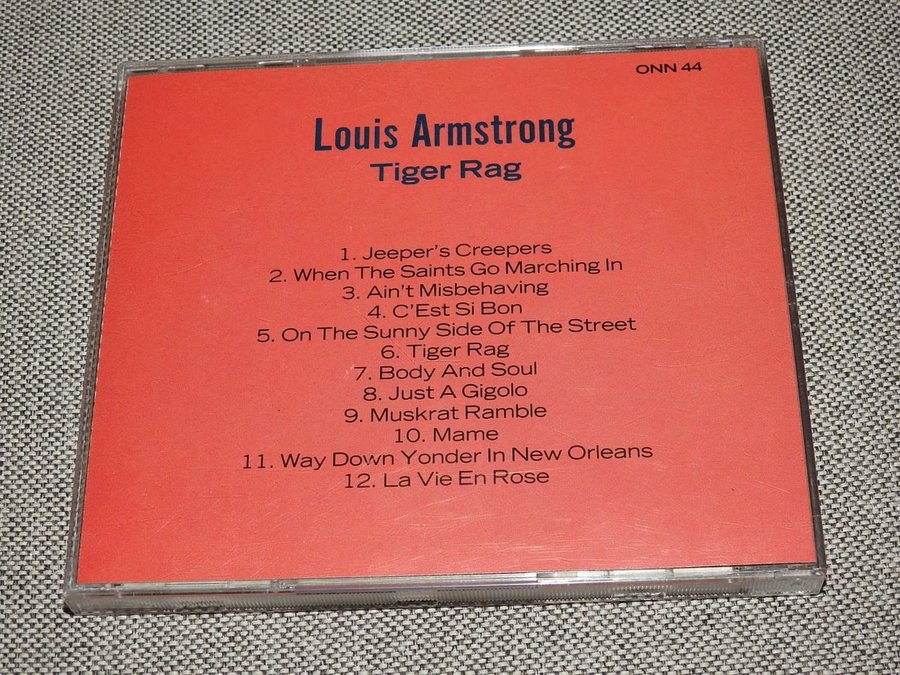 ONN 44
Louis Armstrong
Tiger Rag
1. Jeeper's Creepers
2. When The Saints Go Marching In
3. Ain't Misbehaving
4. C'Est Si Bon
5. On The Sunny Side Of The Street
6. Tiger Rag
7. Body And Soul
8. Just A Gigolo
9. Muskrat Ramble
10. Mame
11. Way Down Yonder In New Orleans
12. La Vie En Rose